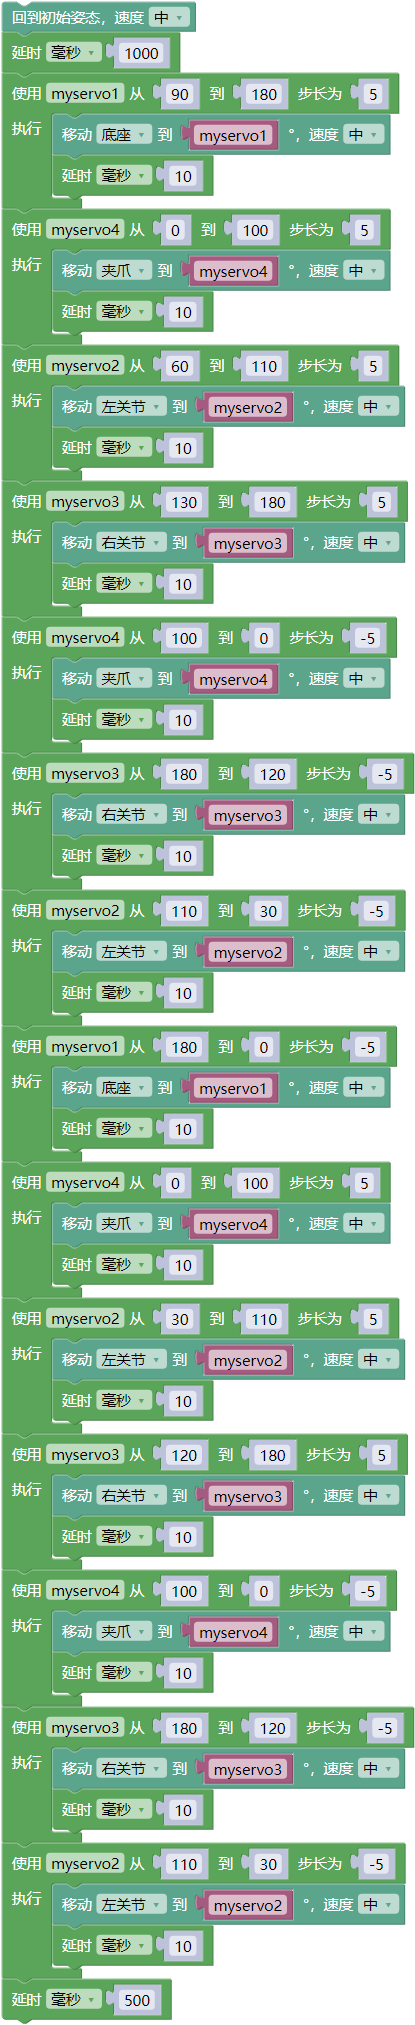 回到初始姿态，速度 中
延时 毫秒 1000
使用 myservo1 从 90 到 180 步长为 5
执行 移动 底座 到 myservo1 °，速度 中
延时 毫秒 10
使用 myservo4 从 0 到 100 步长为 5
执行 移动 夹爪 到 myservo4 °，速度 中
延时 毫秒 10
使用 myservo2 从 60 到 110 步长为 5
执行 移动 左关节 到 myservo2 °，速度 中
延时 毫秒 10
使用 myservo3 从 130 到 180 步长为 5
执行 移动 右关节 到 myservo3 °，速度 中
延时 毫秒 10
使用 myservo4 从 100 到 0 步长为 -5
执行 移动 夹爪 到 myservo4 °，速度 中
延时 毫秒 10
使用 myservo3 从 180 到 120 步长为 -5
执行 移动 右关节 到 myservo3 °，速度 中
延时 毫秒 10
使用 myservo2 从 110 到 30 步长为 -5
执行 移动 左关节 到 myservo2 °，速度 中
延时 毫秒 10
使用 myservo1 从 180 到 0 步长为 -5
执行 移动 底座 到 myservo1 °，速度 中
延时 毫秒 10
使用 myservo4 从 0 到 100 步长为 5
执行 移动 夹爪 到 myservo4 °，速度 中
延时 毫秒 10
使用 myservo2 从 30 到 110 步长为 5
执行 移动 左关节 到 myservo2 °，速度 中
延时 毫秒 10
使用 myservo3 从 120 到 180 步长为 5
执行 移动 右关节 到 myservo3 °，速度 中
延时 毫秒 10
使用 myservo4 从 100 到 0 步长为 -5
执行 移动 夹爪 到 myservo4 °，速度 中
延时 毫秒 10
使用 myservo3 从 180 到 120 步长为 -5
执行 移动 右关节 到 myservo3 °，速度 中
延时 毫秒 10
使用 myservo2 从 110 到 30 步长为 -5
执行 移动 左关节 到 myservo2 °，速度 中
延时 毫秒 10
延时 毫秒 500